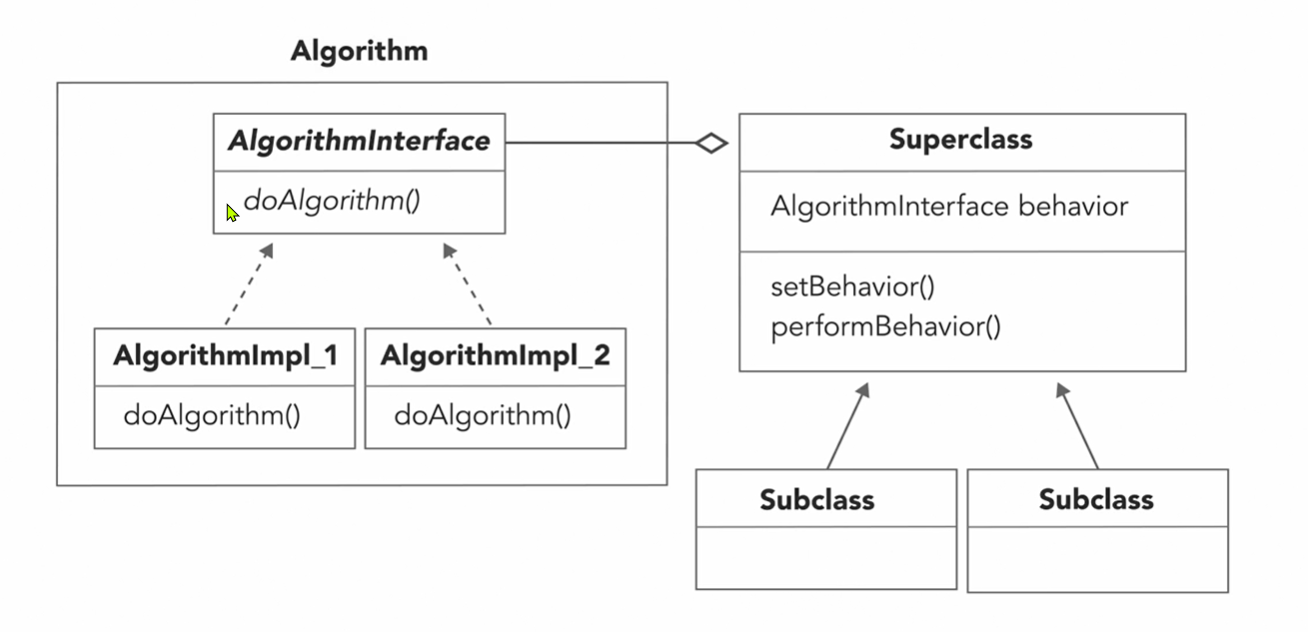 Algorithm
AlgorithmInterface
doAlgorithm()
AlgorithmImpl_1
doAlgorithm()
AlgorithmImpl_2
doAlgorithm()
Superclass
AlgorithmInterface behavior
setBehavior()
performBehavior()
Subclass
Subclass